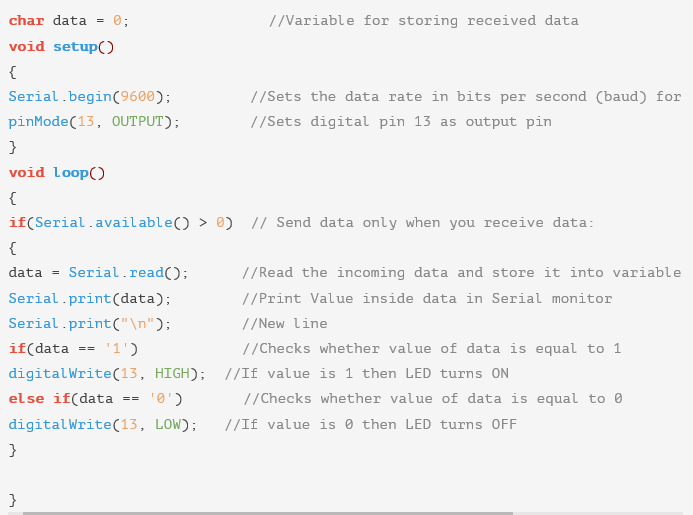 char data = 0;                //Variable for storing received data
void setup()
{
Serial.begin(9600);         //Sets the data rate in bits per second (baud) for
pinMode(13, OUTPUT);        //Sets digital pin 13 as output pin
}
void loop()
{
if(Serial.available() > 0)  // Send data only when you receive data:
{
data = Serial.read();      //Read the incoming data and store it into variable
Serial.print(data);        //Print Value inside data in Serial monitor
Serial.print("\n");        //New line
if(data == '1')            //Checks whether value of data is equal to 1
digitalWrite(13, HIGH);  //If value is 1 then LED turns ON
else if(data == '0')       //Checks whether value of data is equal to 0
digitalWrite(13, LOW);   //If value is 0 then LED turns OFF
}
}